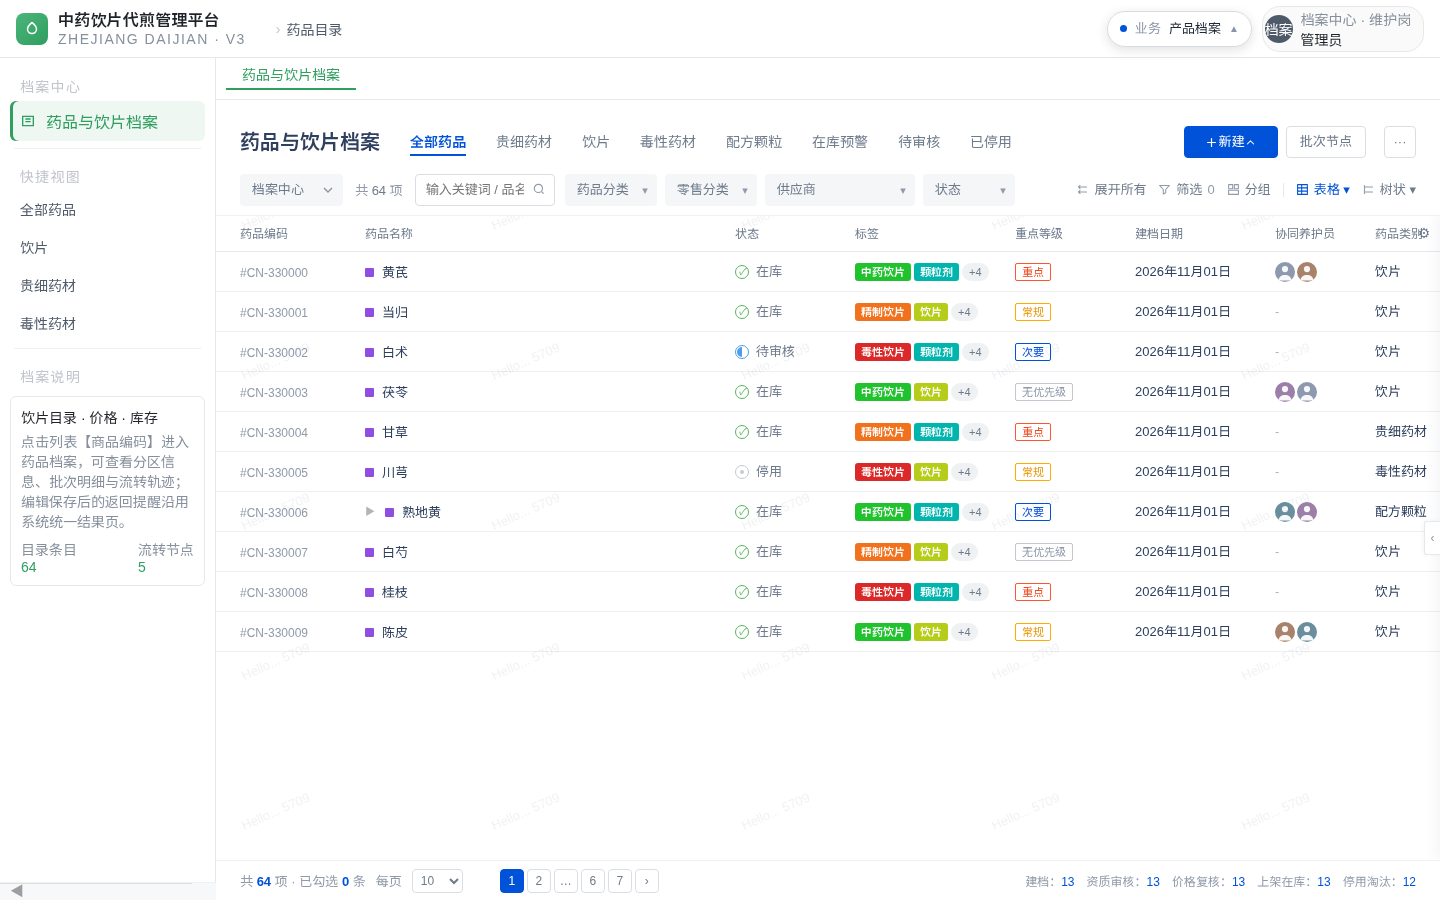 中药饮片代煎管理平台
ZHEJIANG DAIJIAN · V3
› 药品目录
业务 产品档案 ▲
档案
档案中心 · 维护岗
管理员
档案中心
药品与饮片档案
快捷视图
全部药品
饮片
贵细药材
毒性药材
档案说明
饮片目录 · 价格 · 库存
点击列表【商品编码】进入
药品档案，可查看分区信
息、批次明细与流转轨迹；
编辑保存后的返回提醒沿用
系统统一结果页。
目录条目 流转节点
64 5
药品与饮片档案
药品与饮片档案 全部药品 贵细药材 饮片 毒性药材 配方颗粒 在库预警 待审核 已停用 新建 批次节点 ···
档案中心 共 64 项 输入关键词 / 品名 药品分类 ▾ 零售分类 ▾ 供应商 ▾ 状态 ▾ 展开所有 筛选 0 分组 表格 ▾ 树状 ▾
药品编码 药品名称 状态 标签 重点等级 建档日期 协同养护员 药品类别
#CN-330000 黄芪 在库 中药饮片 颗粒剂 +4 重点 2026年11月01日 饮片
#CN-330001 当归 在库 精制饮片 饮片 +4 常规 2026年11月01日 - 饮片
#CN-330002 白术 待审核 毒性饮片 颗粒剂 +4 次要 2026年11月01日 - 饮片
#CN-330003 茯苓 在库 中药饮片 饮片 +4 无优先级 2026年11月01日 饮片
#CN-330004 甘草 在库 精制饮片 颗粒剂 +4 重点 2026年11月01日 - 贵细药材
#CN-330005 川芎 停用 毒性饮片 饮片 +4 常规 2026年11月01日 - 毒性药材
#CN-330006 熟地黄 在库 中药饮片 颗粒剂 +4 次要 2026年11月01日 配方颗粒
#CN-330007 白芍 在库 精制饮片 饮片 +4 无优先级 2026年11月01日 - 饮片
#CN-330008 桂枝 在库 毒性饮片 颗粒剂 +4 重点 2026年11月01日 - 饮片
#CN-330009 陈皮 在库 中药饮片 饮片 +4 常规 2026年11月01日 饮片
Hello... 5709 Hello... 5709 Hello... 5709 Hello... 5709 Hello... 5709
共 64 项 · 已勾选 0 条 每页 10 1 2 … 6 7 › 建档：13 资质审核：13 价格复核：13 上架在库：13 停用淘汰：12